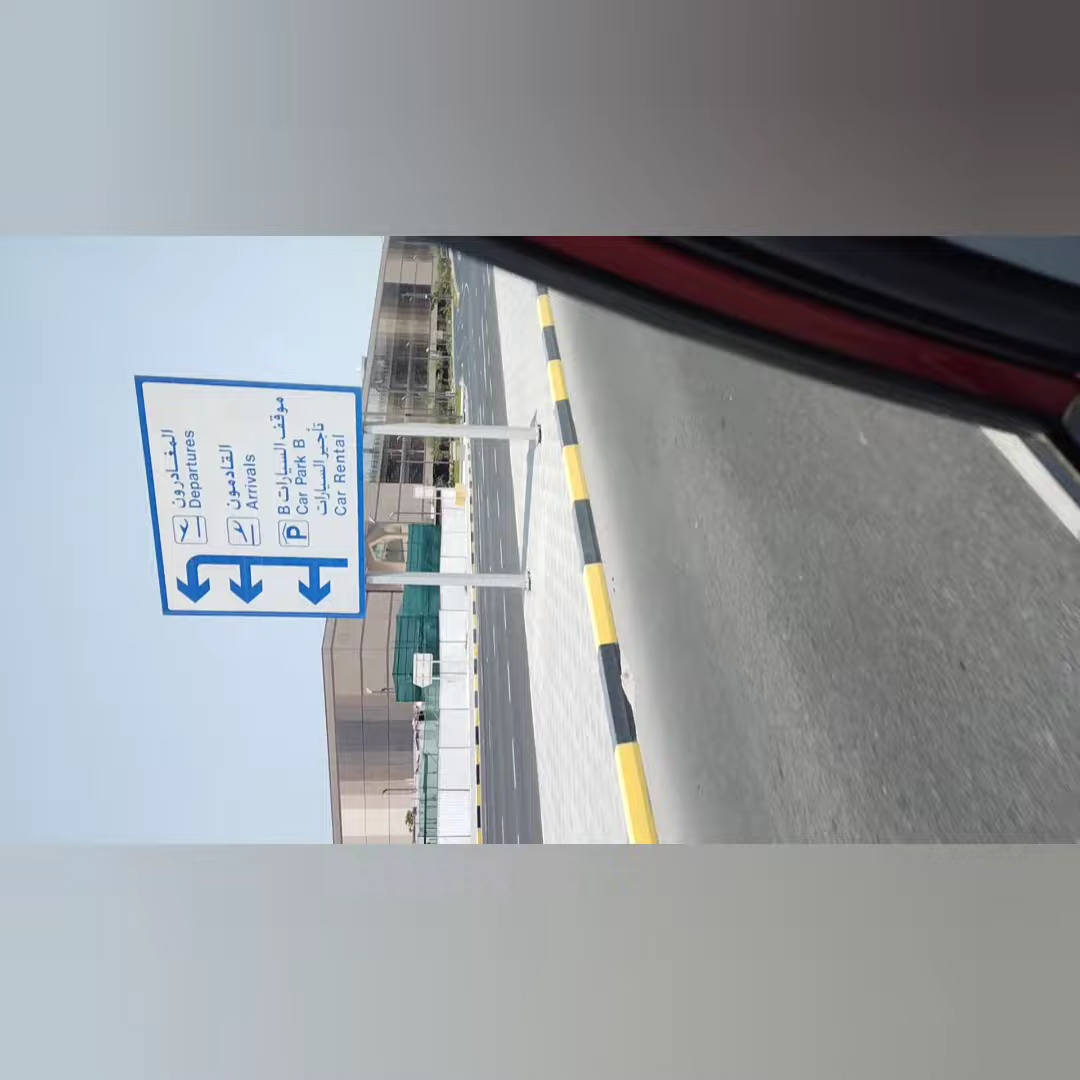 المغادرون
Departures
القادمون
Arrivals
موقف السيارات B
P Car Park B
تأجير السيارات
Car Rental